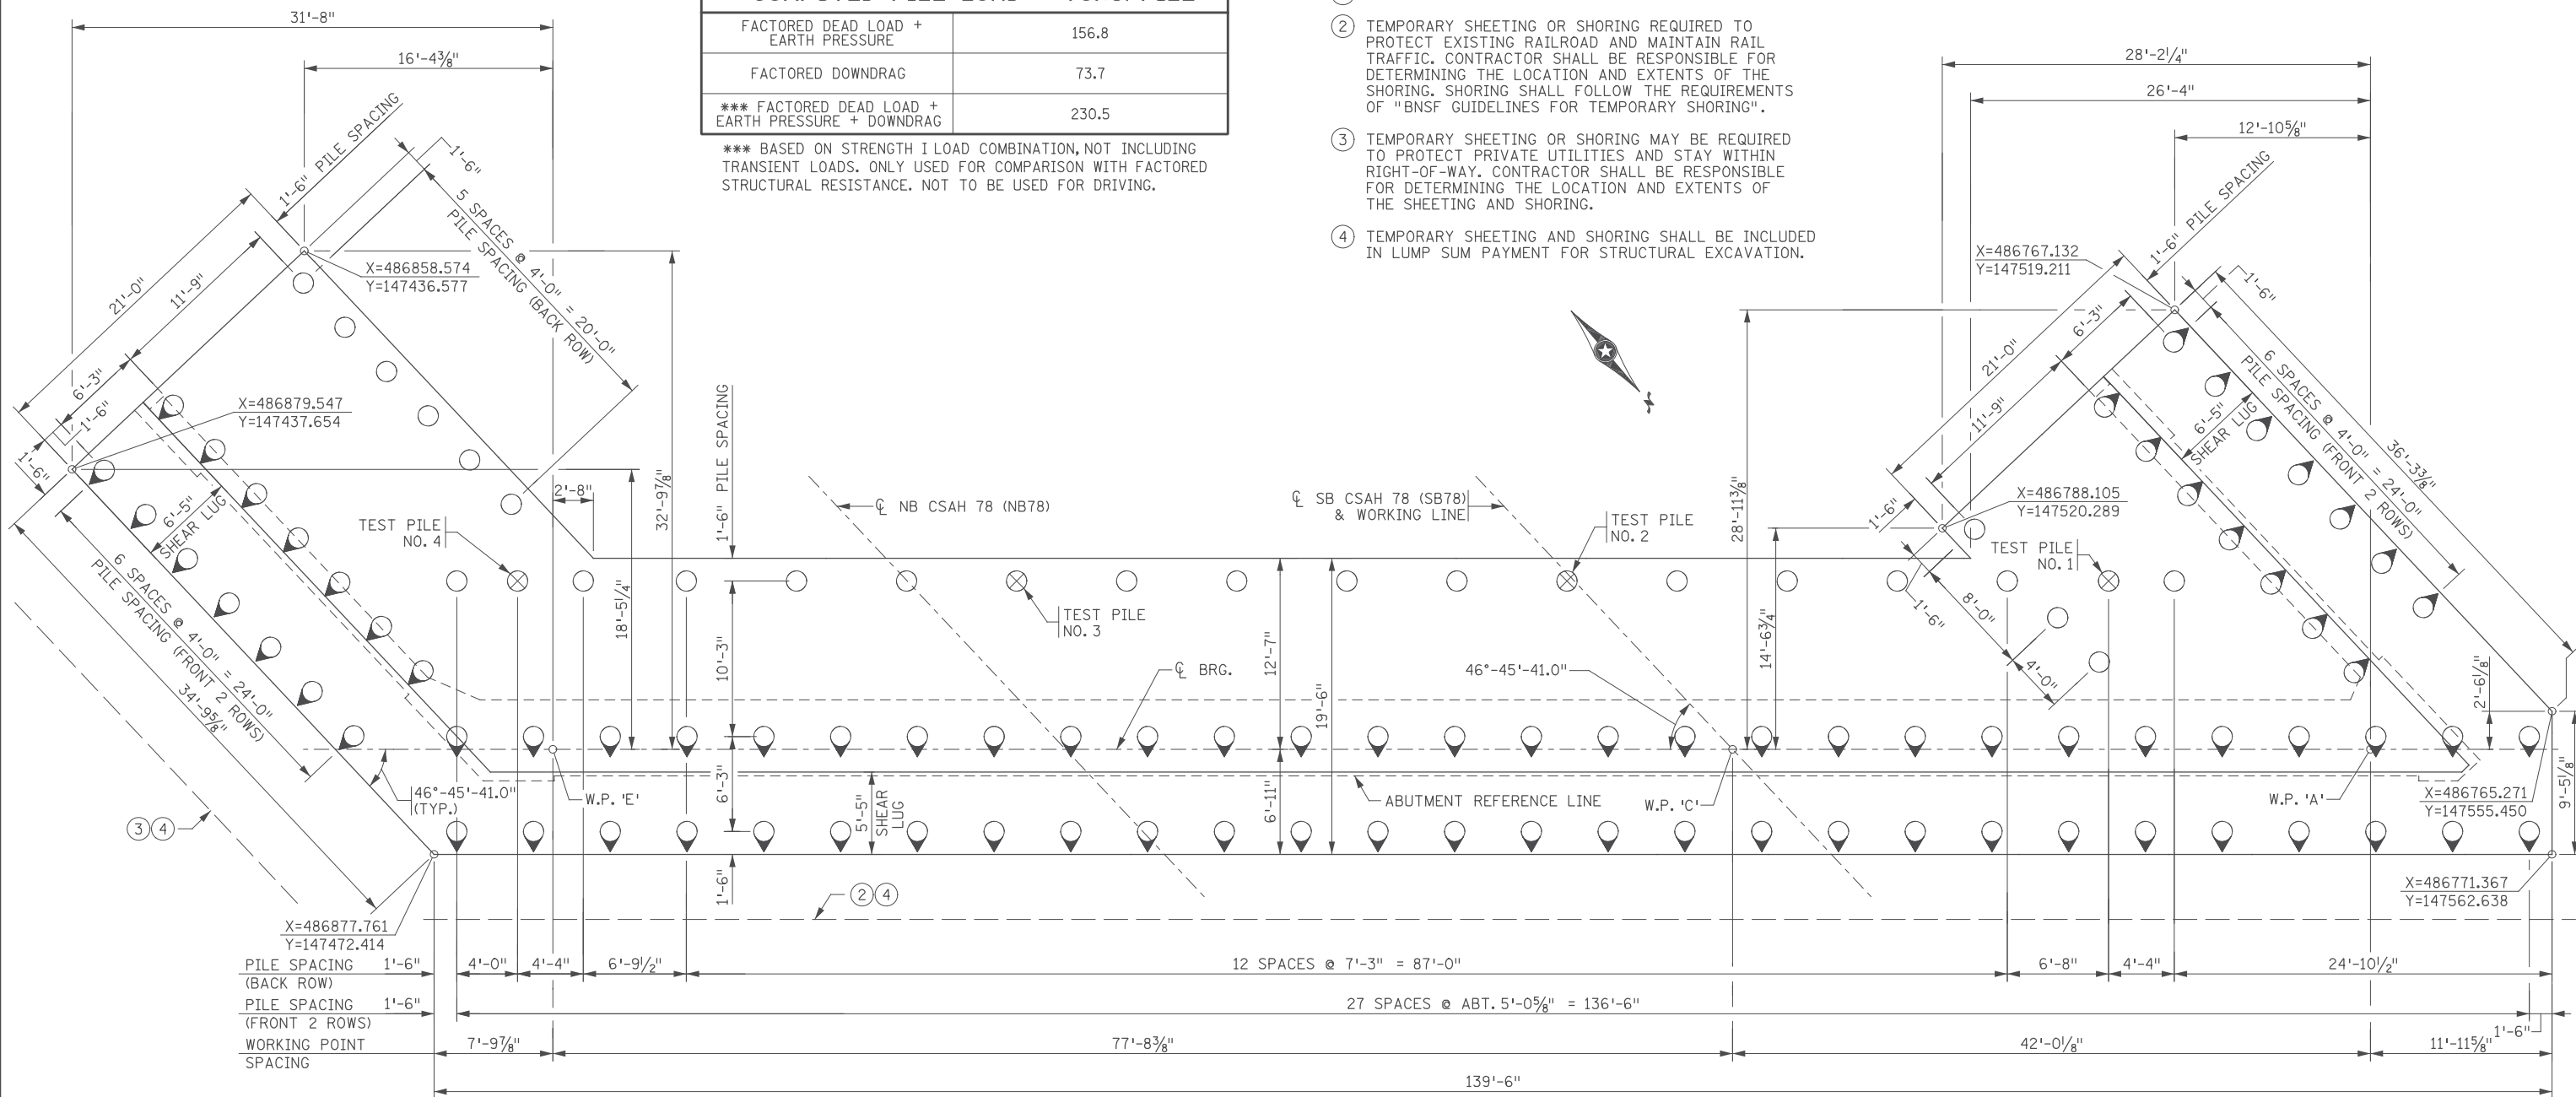 31'-8"
16'-4⅜"
1'-6" PILE SPACING
1'-6"
5 SPACES @ 4'-0" = 20'-0"
PILE SPACING (BACK ROW)
21'-0"
11'-9"
6'-3"
1'-6"
1'-6"
X=486858.574
Y=147436.577
X=486879.547
Y=147437.654
6'-5"
SHEAR LUG
6 SPACES @ 4'-0" = 24'-0"
PILE SPACING (FRONT 2 ROWS)
34'-9⅝"
TEST PILE
NO. 4
2'-8"
32'-9⅞"
18'-5¼"
FACTORED DEAD LOAD +
EARTH PRESSURE
156.8
FACTORED DOWNDRAG
73.7
*** FACTORED DEAD LOAD +
EARTH PRESSURE + DOWNDRAG
230.5
*** BASED ON STRENGTH I LOAD COMBINATION, NOT INCLUDING
TRANSIENT LOADS. ONLY USED FOR COMPARISON WITH FACTORED
STRUCTURAL RESISTANCE. NOT TO BE USED FOR DRIVING.
2 TEMPORARY SHEETING OR SHORING REQUIRED TO
PROTECT EXISTING RAILROAD AND MAINTAIN RAIL
TRAFFIC. CONTRACTOR SHALL BE RESPONSIBLE FOR
DETERMINING THE LOCATION AND EXTENTS OF THE
SHORING. SHORING SHALL FOLLOW THE REQUIREMENTS
OF "BNSF GUIDELINES FOR TEMPORARY SHORING".
3 TEMPORARY SHEETING OR SHORING MAY BE REQUIRED
TO PROTECT PRIVATE UTILITIES AND STAY WITHIN
RIGHT-OF-WAY. CONTRACTOR SHALL BE RESPONSIBLE
FOR DETERMINING THE LOCATION AND EXTENTS OF
THE SHEETING AND SHORING.
4 TEMPORARY SHEETING AND SHORING SHALL BE INCLUDED
IN LUMP SUM PAYMENT FOR STRUCTURAL EXCAVATION.
28'-2¼"
26'-4"
12'-10⅝"
1'-6" PILE SPACING
X=486767.132
Y=147519.211
1'-6"
21'-0"
6'-3"
11'-9"
1'-6"
6 SPACES @ 4'-0" = 24'-0"
PILE SPACING (FRONT 2 ROWS)
36'-3⅜"
6'-5"
SHEAR LUG
X=486788.105
Y=147520.289
28'-11⅜"
14'-6¾"
1'-6" PILE SPACING
℄ NB CSAH 78 (NB78)
℄ SB CSAH 78 (SB78)
& WORKING LINE
TEST PILE
NO. 2
TEST PILE
NO. 1
TEST PILE
NO. 3
1'-6"
8'-0"
4'-0"
10'-3"
12'-7"
19'-6"
℄ BRG.
46°-45'-41.0"
2'-6⅛"
9'-5⅛"
46°-45'-41.0"
(TYP.)
W.P. 'E'
6'-3"
5'-5"
SHEAR
LUG
6'-11"
ABUTMENT REFERENCE LINE
W.P. 'C'
W.P. 'A'
X=486765.271
Y=147555.450
3 4
1'-6"
2 4
X=486771.367
Y=147562.638
X=486877.761
Y=147472.414
PILE SPACING 1'-6" 4'-0" 4'-4" 6'-9½" 12 SPACES @ 7'-3" = 87'-0" 6'-8" 4'-4" 24'-10½"
(BACK ROW)
PILE SPACING 1'-6" 27 SPACES @ ABT. 5'-0⅝" = 136'-6"
(FRONT 2 ROWS) 1'-6"
WORKING POINT 7'-9⅞" 77'-8⅜" 42'-0⅛" 11'-11⅝"
SPACING
139'-6"